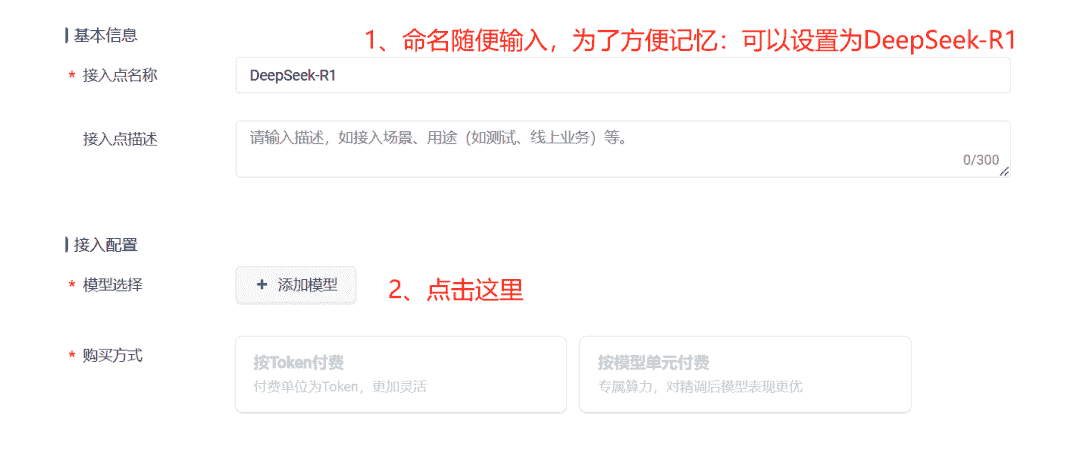 基本信息
1、命名随便输入，为了方便记忆：可以设置为DeepSeek-R1
* 接入点名称
DeepSeek-R1
接入点描述
请输入描述，如接入场景、用途（如测试、线上业务）等。
0/300
接入配置
* 模型选择
+ 添加模型
2、点击这里
* 购买方式
按Token付费
付费单位为Token，更加灵活
按模型单元付费
专属算力，对精调后模型表现更优